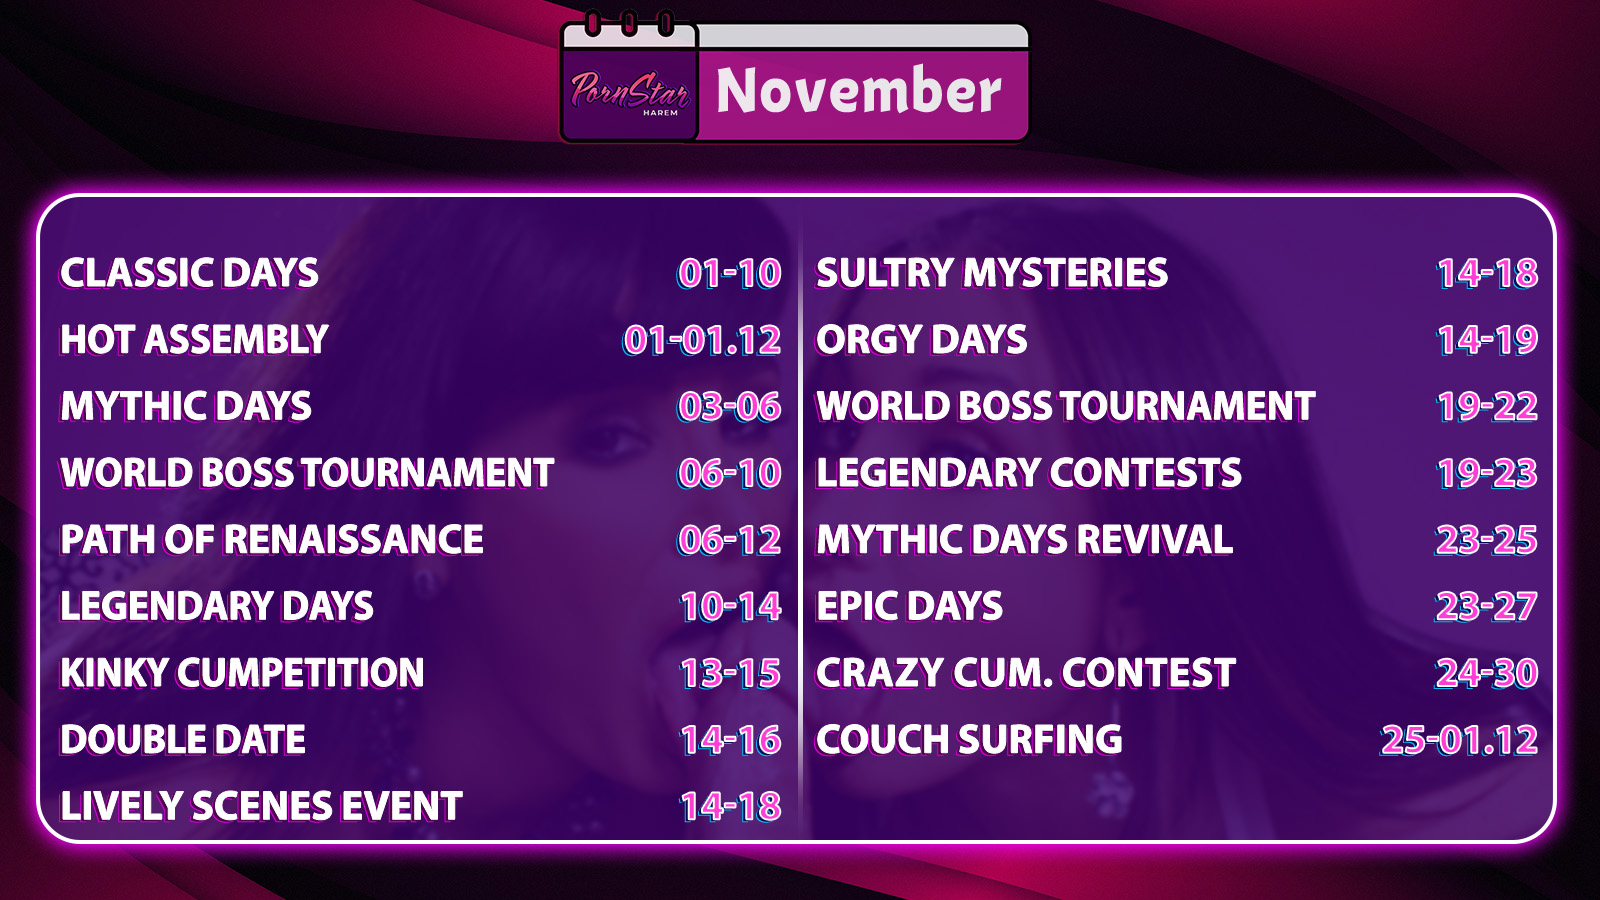 PornStar
HAREM
November
CLASSIC DAYS 01-10
HOT ASSEMBLY 01-01.12
MYTHIC DAYS 03-06
WORLD BOSS TOURNAMENT 06-10
PATH OF RENAISSANCE 06-12
LEGENDARY DAYS 10-14
KINKY CUMPETITION 13-15
DOUBLE DATE 14-16
LIVELY SCENES EVENT 14-18
SULTRY MYSTERIES 14-18
ORGY DAYS 14-19
WORLD BOSS TOURNAMENT 19-22
LEGENDARY CONTESTS 19-23
MYTHIC DAYS REVIVAL 23-25
EPIC DAYS 23-27
CRAZY CUM. CONTEST 24-30
COUCH SURFING 25-01.12